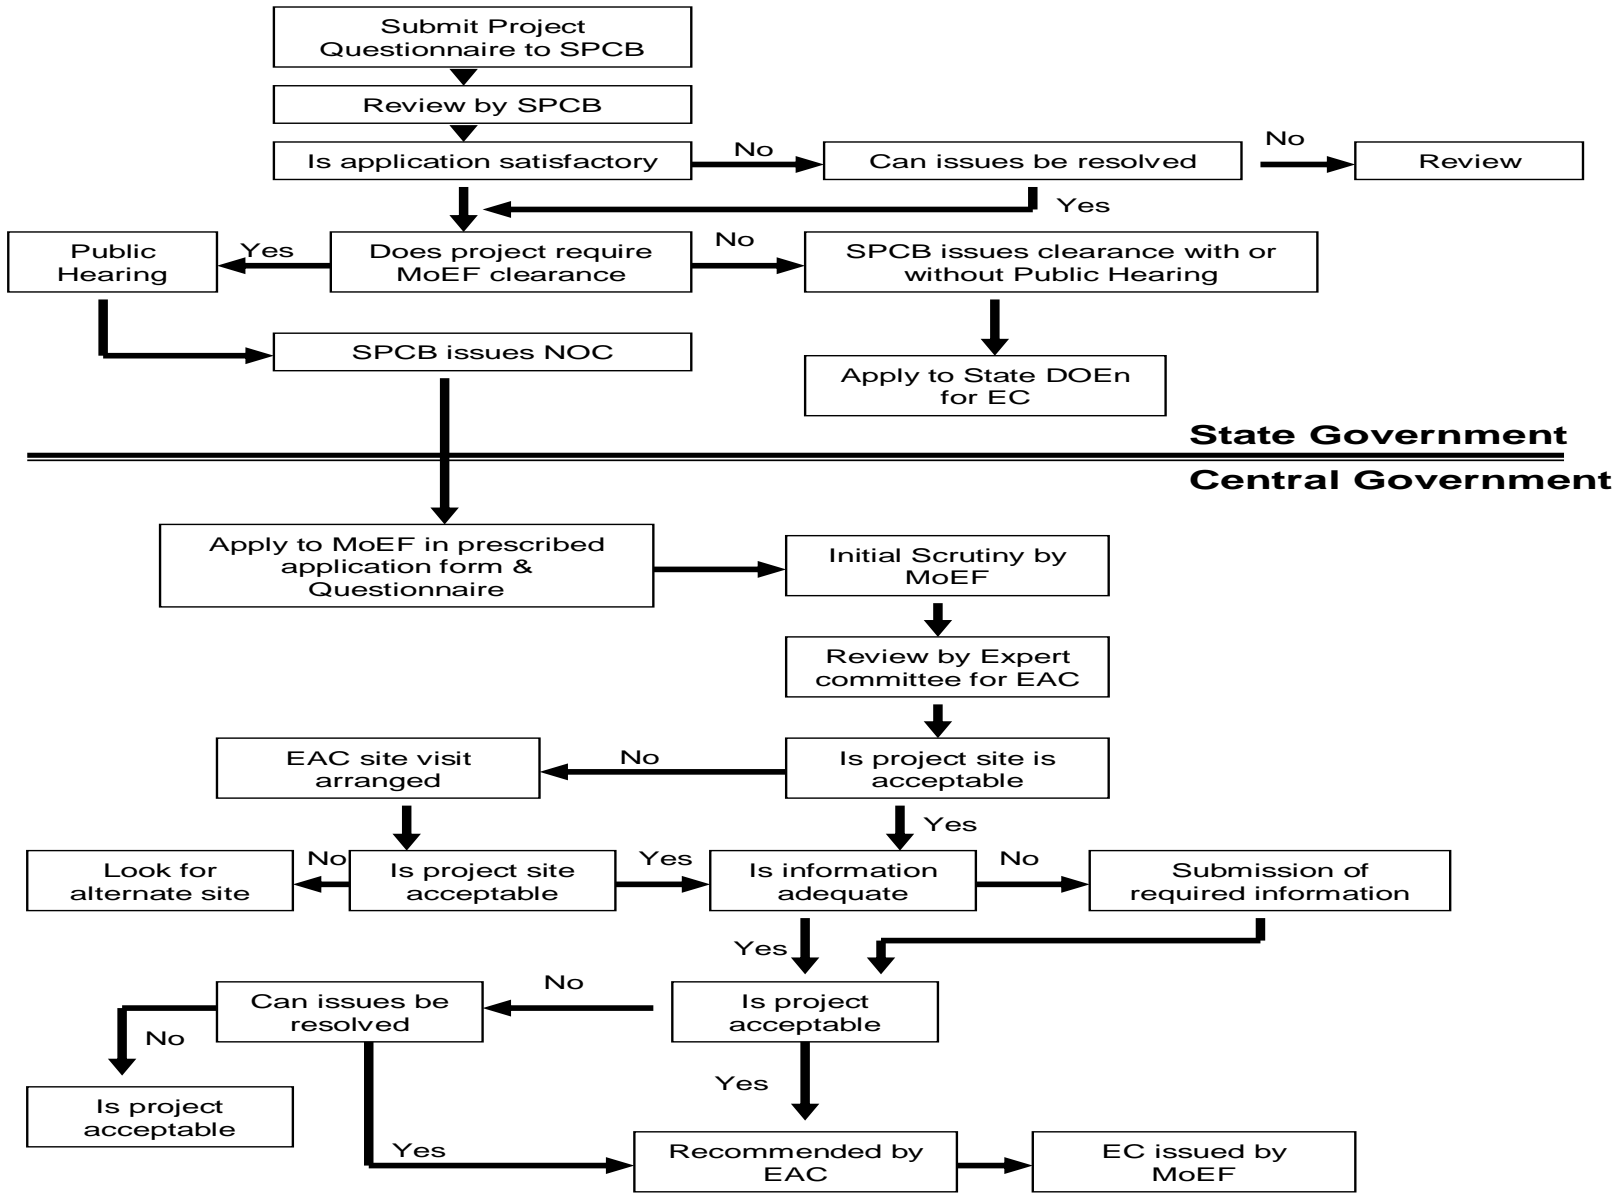 Submit Project
Questionnaire to SPCB
Review by SPCB
Is application satisfactory
No
Can issues be resolved
No
Review
Yes
Public
Hearing
Yes
Does project require
MoEF clearance
No
SPCB issues clearance with or
without Public Hearing
SPCB issues NOC
Apply to State DOEn
for EC
State Government
Central Government
Apply to MoEF in prescribed
application form &
Questionnaire
Initial Scrutiny by
MoEF
Review by Expert
committee for EAC
EAC site visit
arranged
No
Is project site is
acceptable
Yes
Look for
alternate site
No
Is project site
acceptable
Yes
Is information
adequate
No
Submission of
required information
Yes
Can issues be
resolved
No
Is project
acceptable
No
Yes
Is project
acceptable
Yes
Recommended by
EAC
EC issued by
MoEF